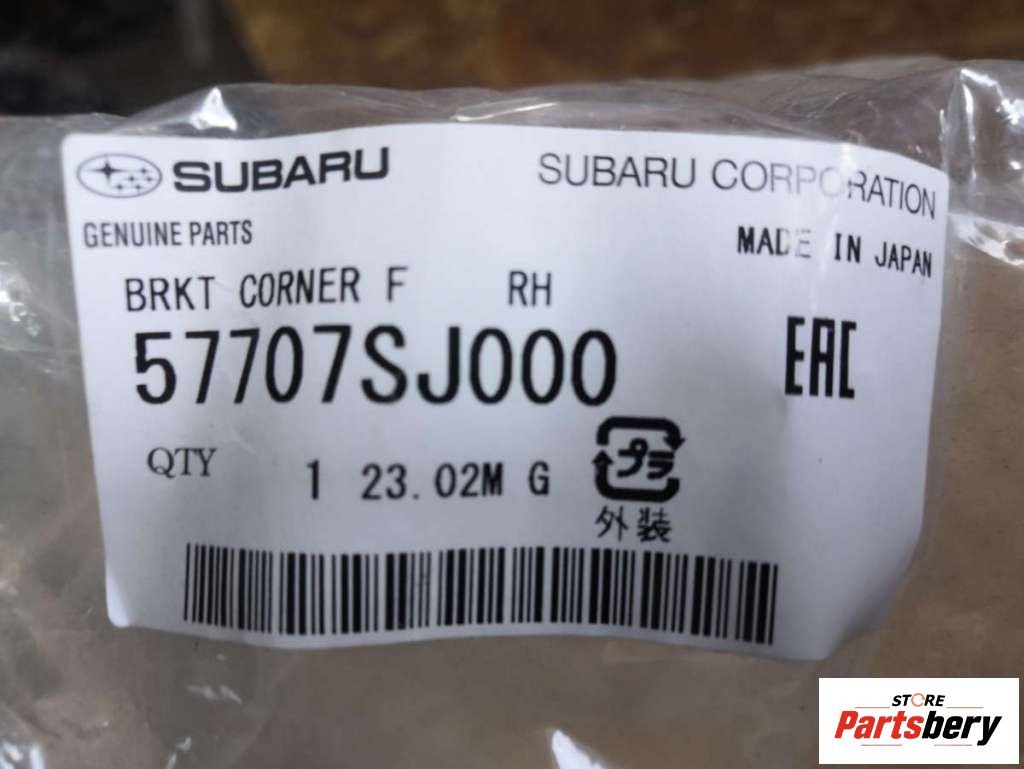 SUBARU
SUBARU CORPORATION
GENUINE PARTS
MADE IN JAPAN
BRKT CORNER F RH
57707SJ000
EAC
QTY 1 23.02M G
プラ
外装
STORE
Partsbery